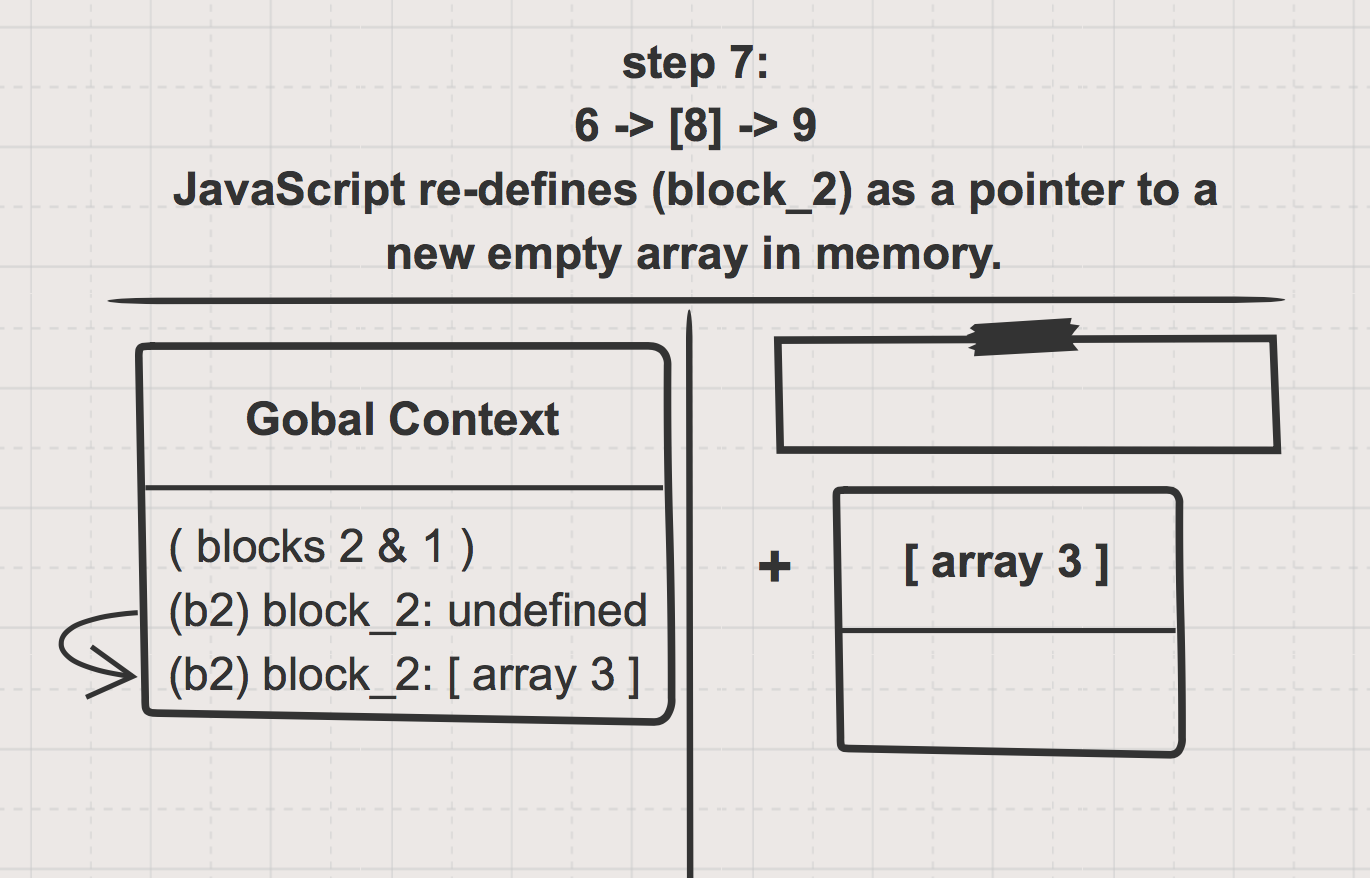 step 7:
6 -> [8] -> 9
JavaScript re-defines (block_2) as a pointer to a
new empty array in memory.
Gobal Context
( blocks 2 & 1 )
(b2) block_2: undefined
(b2) block_2: [ array 3 ]
+
[ array 3 ]